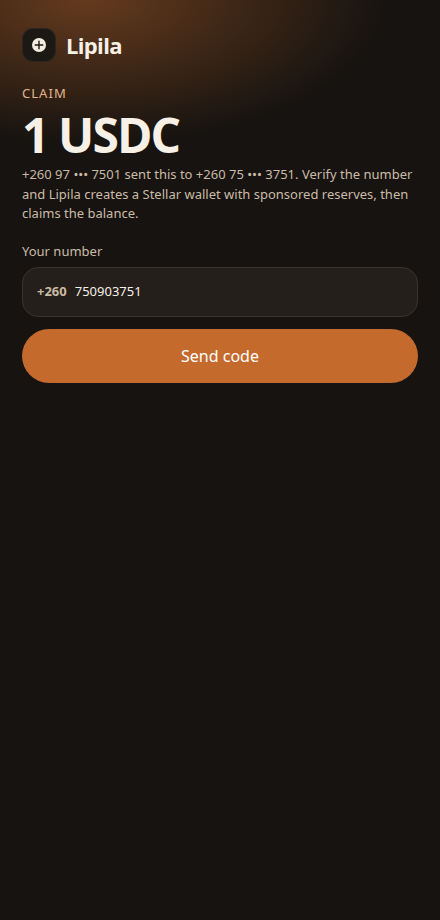 Lipila
CLAIM
1 USDC
+260 97 ••• 7501 sent this to +260 75 ••• 3751. Verify the number
and Lipila creates a Stellar wallet with sponsored reserves, then
claims the balance.
Your number
+260 750903751
Send code